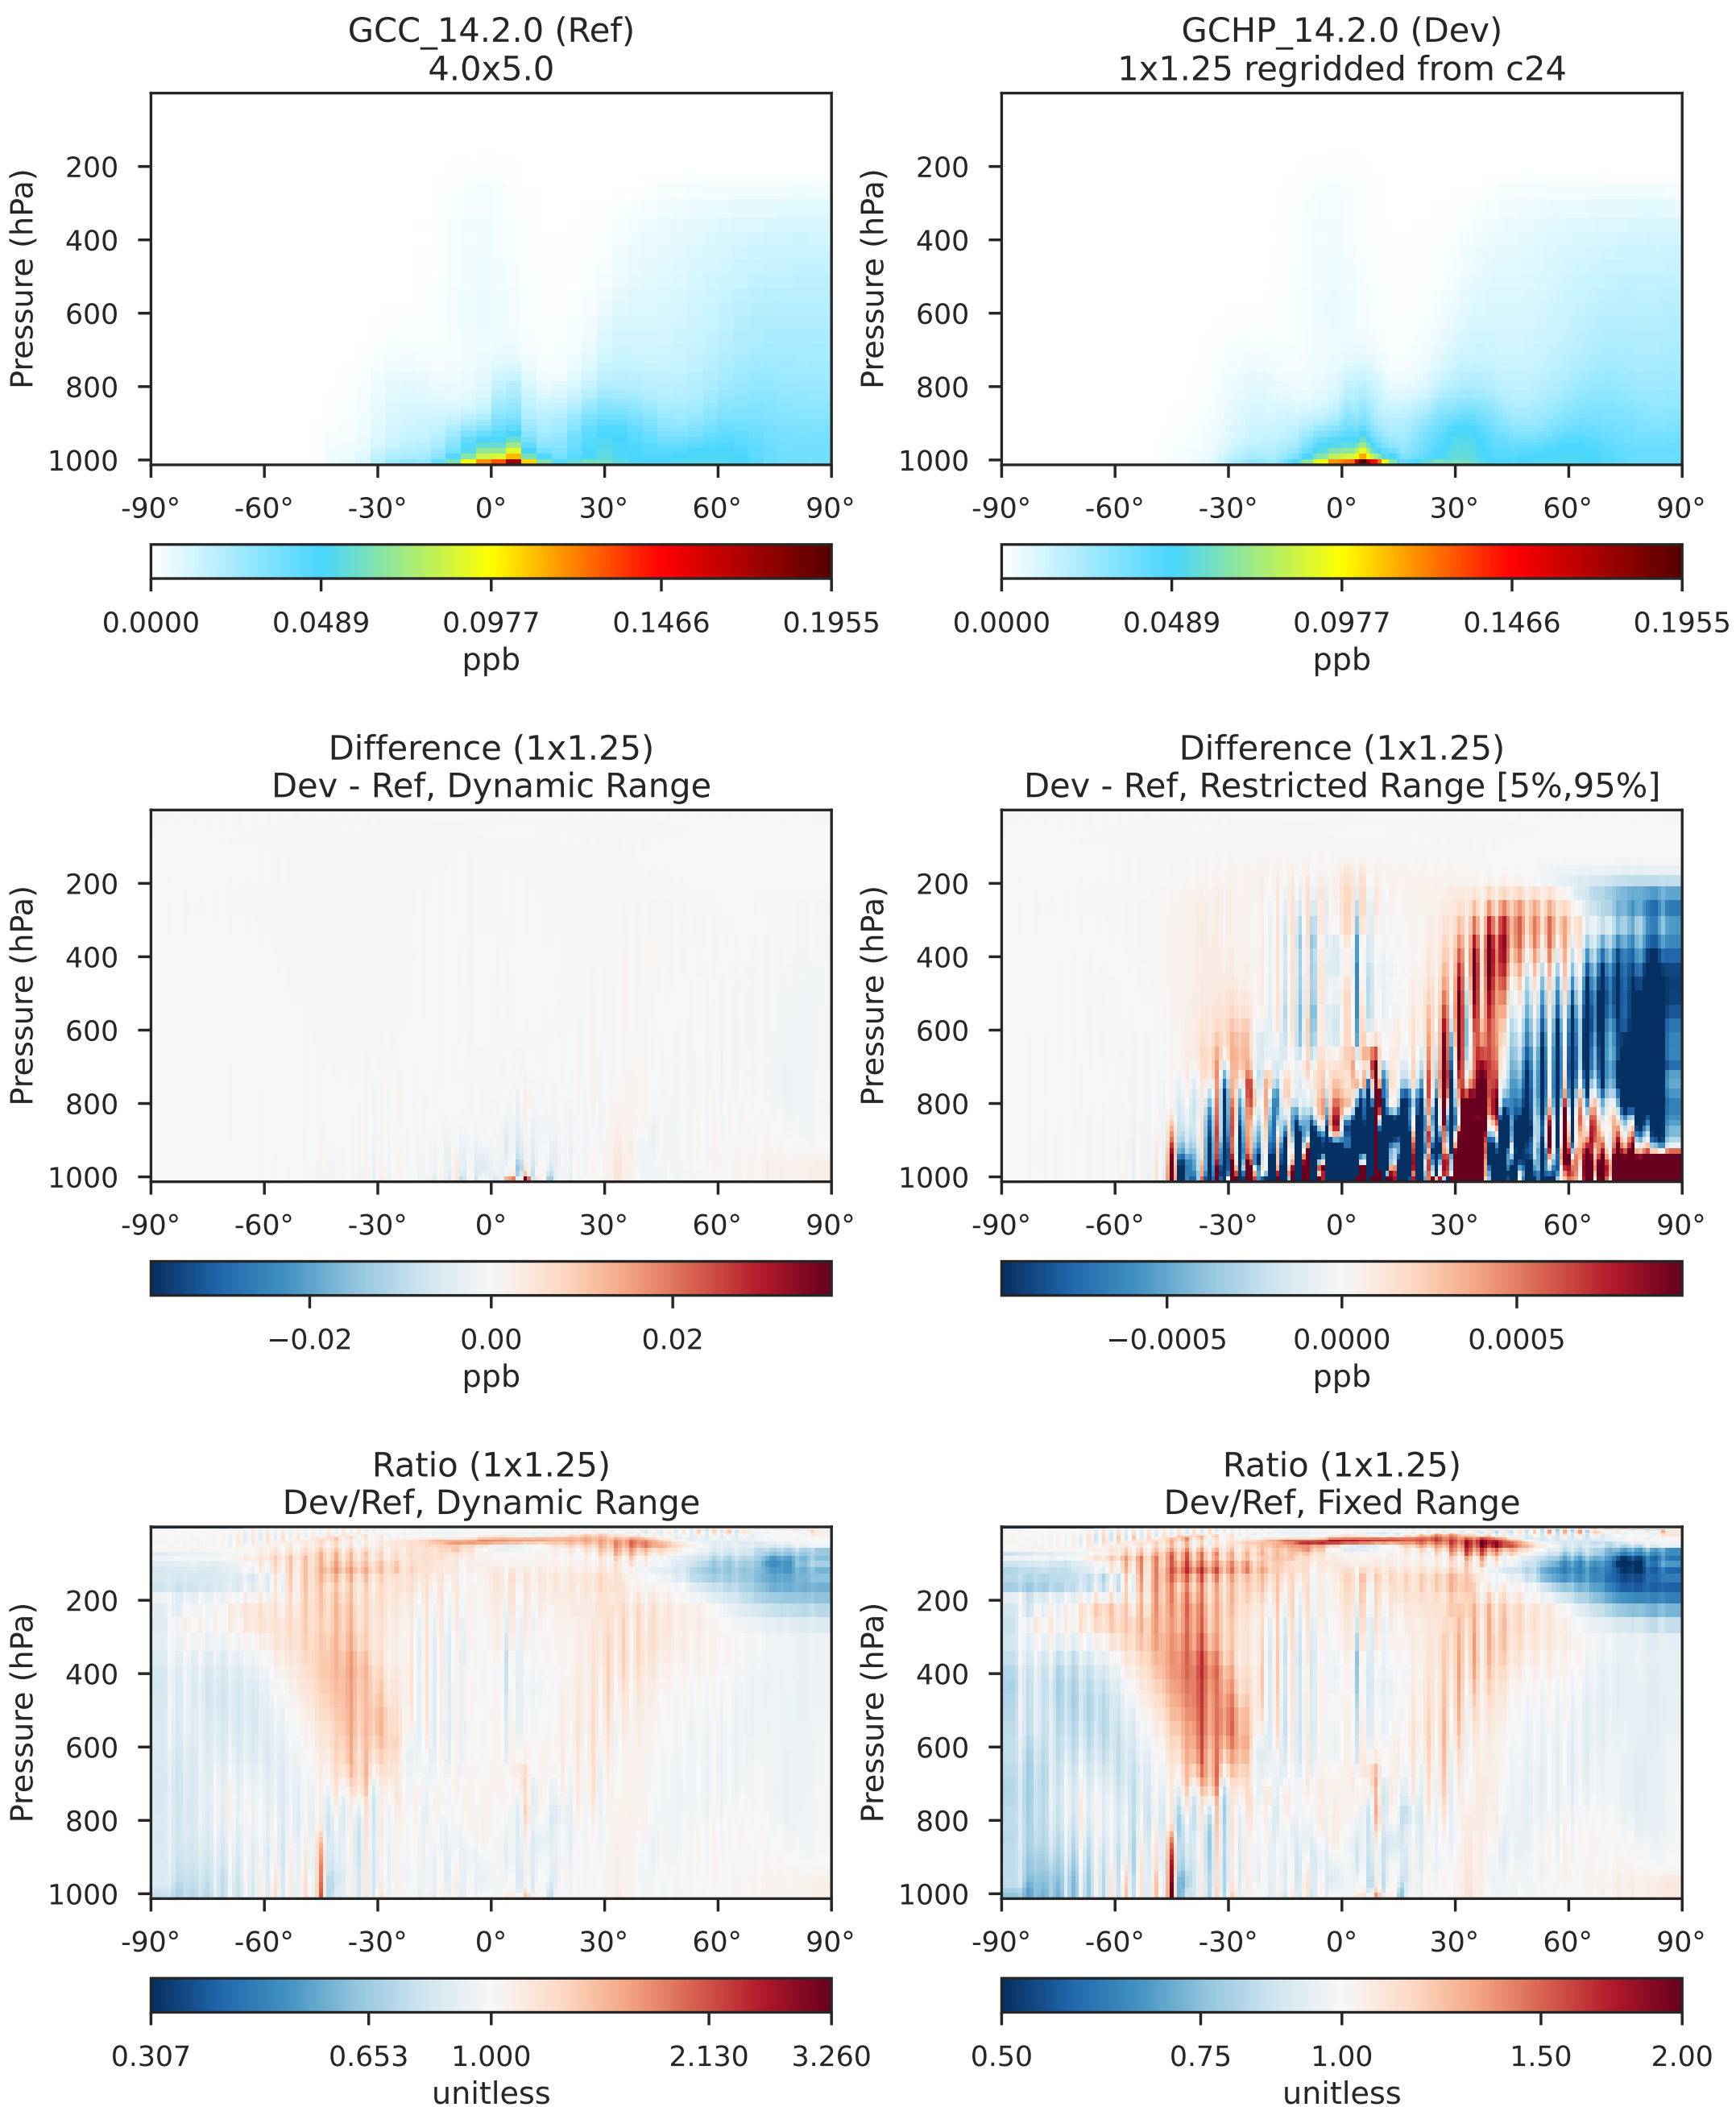 GCC_14.2.0 (Ref)
4.0x5.0
Pressure (hPa)
200
400
600
800
1000
-90° -60° -30° 0° 30° 60° 90°
0.0000 0.0489 0.0977 0.1466 0.1955
ppb
GCHP_14.2.0 (Dev)
1x1.25 regridded from c24
Pressure (hPa)
200
400
600
800
1000
-90° -60° -30° 0° 30° 60° 90°
0.0000 0.0489 0.0977 0.1466 0.1955
ppb
Difference (1x1.25)
Dev - Ref, Dynamic Range
Pressure (hPa)
200
400
600
800
1000
-90° -60° -30° 0° 30° 60° 90°
−0.02 0.00 0.02
ppb
Difference (1x1.25)
Dev - Ref, Restricted Range [5%,95%]
Pressure (hPa)
200
400
600
800
1000
-90° -60° -30° 0° 30° 60° 90°
−0.0005 0.0000 0.0005
ppb
Ratio (1x1.25)
Dev/Ref, Dynamic Range
Pressure (hPa)
200
400
600
800
1000
-90° -60° -30° 0° 30° 60° 90°
0.307 0.653 1.000 2.130 3.260
unitless
Ratio (1x1.25)
Dev/Ref, Fixed Range
Pressure (hPa)
200
400
600
800
1000
-90° -60° -30° 0° 30° 60° 90°
0.50 0.75 1.00 1.50 2.00
unitless